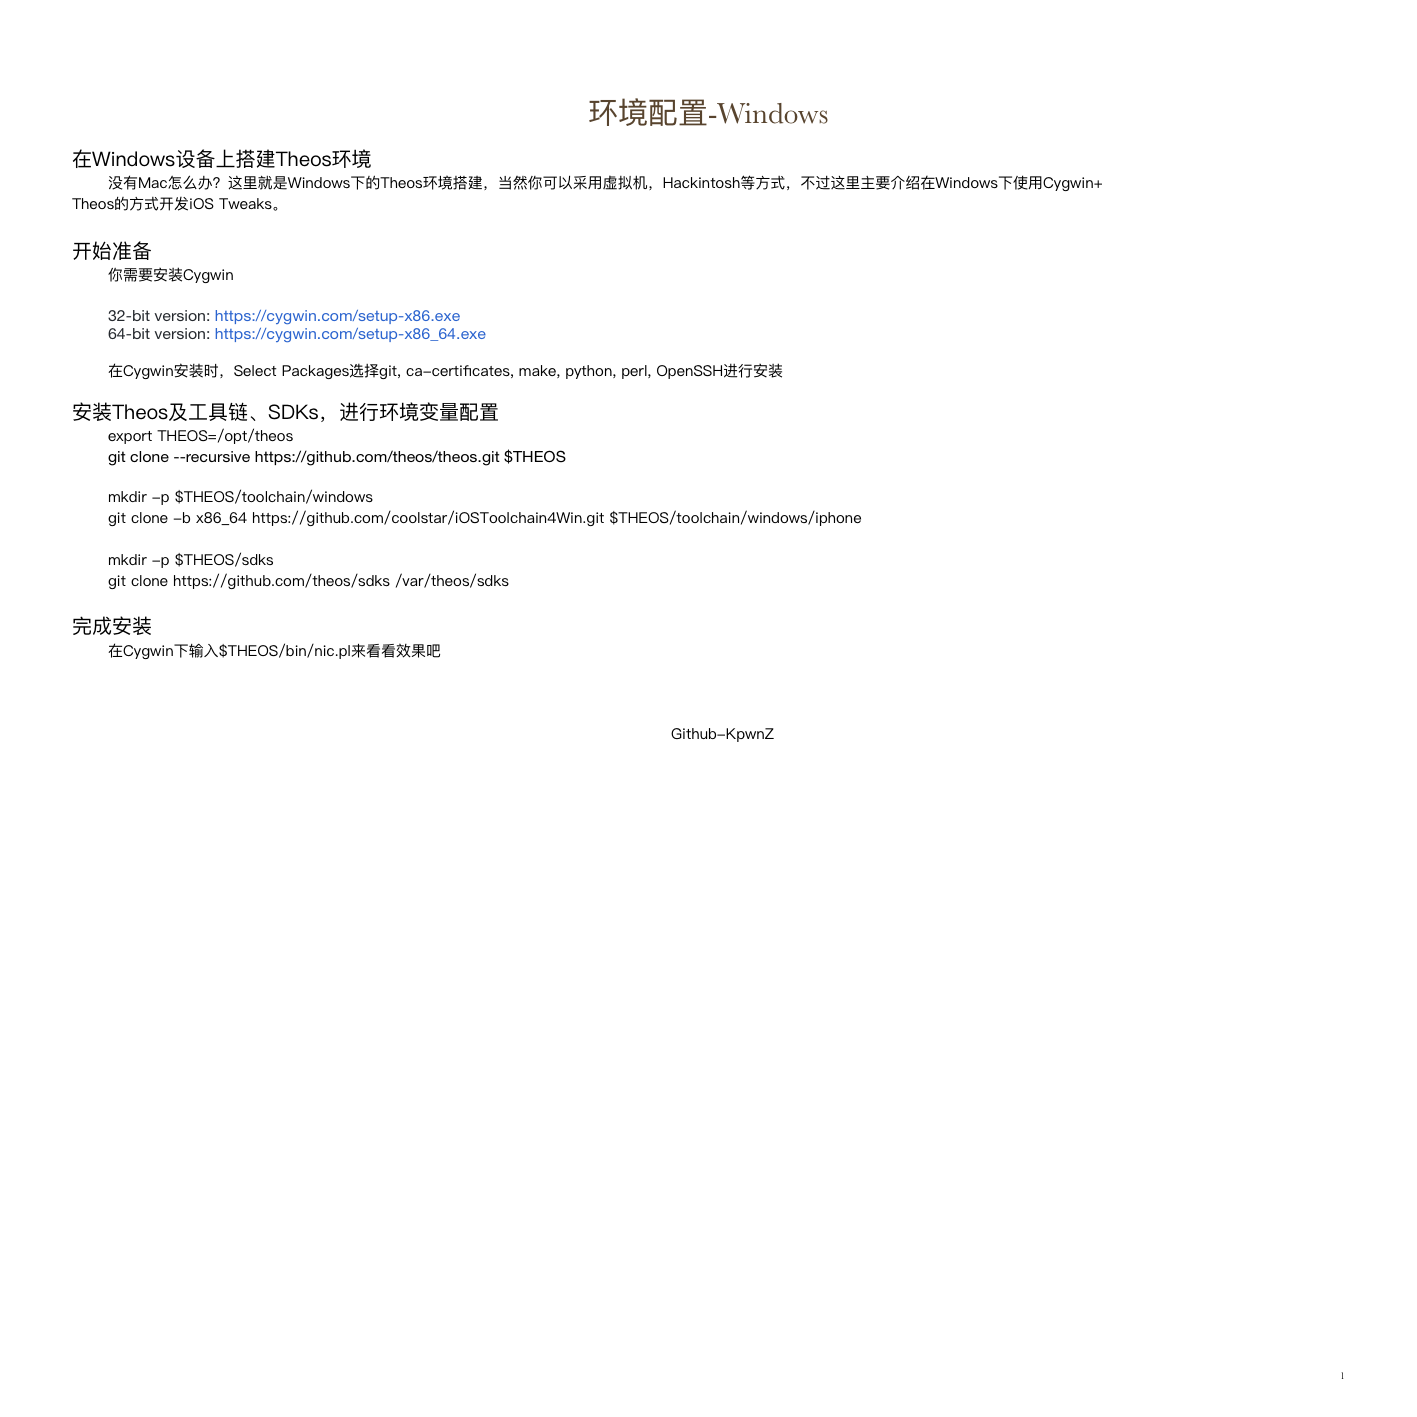 环境配置-Windows
在Windows设备上搭建Theos环境
没有Mac怎么办？这里就是Windows下的Theos环境搭建，当然你可以采用虚拟机，Hackintosh等方式，不过这里主要介绍在Windows下使用Cygwin+
Theos的方式开发iOS Tweaks。
开始准备
你需要安装Cygwin
32-bit version: https://cygwin.com/setup-x86.exe
64-bit version: https://cygwin.com/setup-x86_64.exe
在Cygwin安装时，Select Packages选择git, ca-certificates, make, python, perl, OpenSSH进行安装
安装Theos及工具链、SDKs，进行环境变量配置
export THEOS=/opt/theos
git clone --recursive https://github.com/theos/theos.git $THEOS
mkdir -p $THEOS/toolchain/windows
git clone -b x86_64 https://github.com/coolstar/iOSToolchain4Win.git $THEOS/toolchain/windows/iphone
mkdir -p $THEOS/sdks
git clone https://github.com/theos/sdks /var/theos/sdks
完成安装
在Cygwin下输入$THEOS/bin/nic.pl来看看效果吧
Github-KpwnZ
1